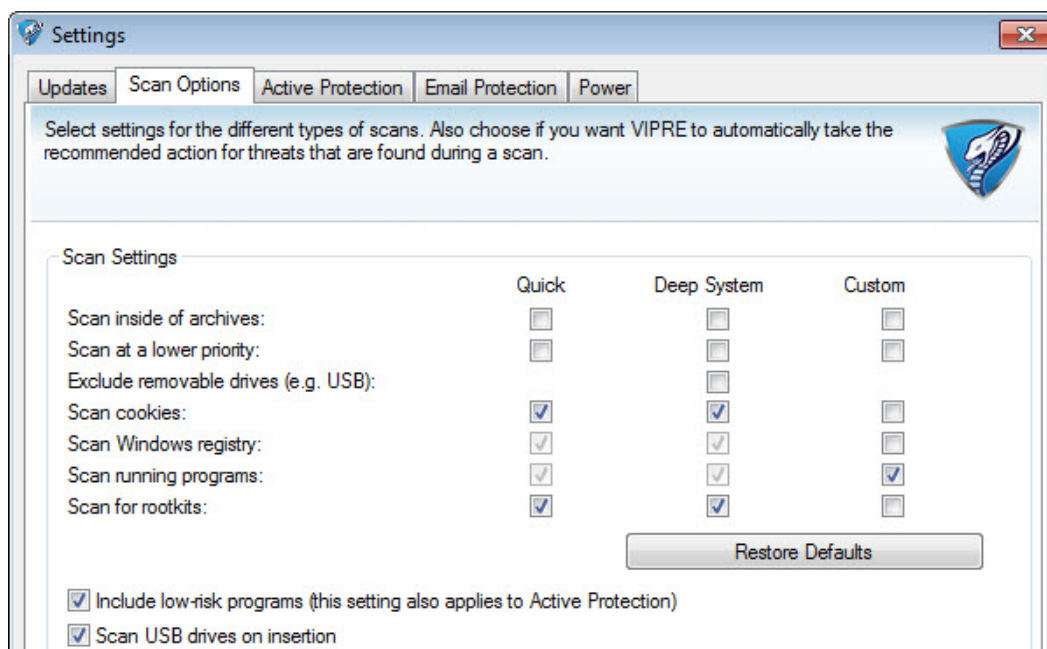 Settings
Updates Scan Options Active Protection Email Protection Power
Select settings for the different types of scans. Also choose if you want VIPRE to automatically take the
recommended action for threats that are found during a scan.
Scan Settings
Quick Deep System Custom
Scan inside of archives:
Scan at a lower priority:
Exclude removable drives (e.g. USB):
Scan cookies:
Scan Windows registry:
Scan running programs:
Scan for rootkits:
Restore Defaults
Include low-risk programs (this setting also applies to Active Protection)
Scan USB drives on insertion